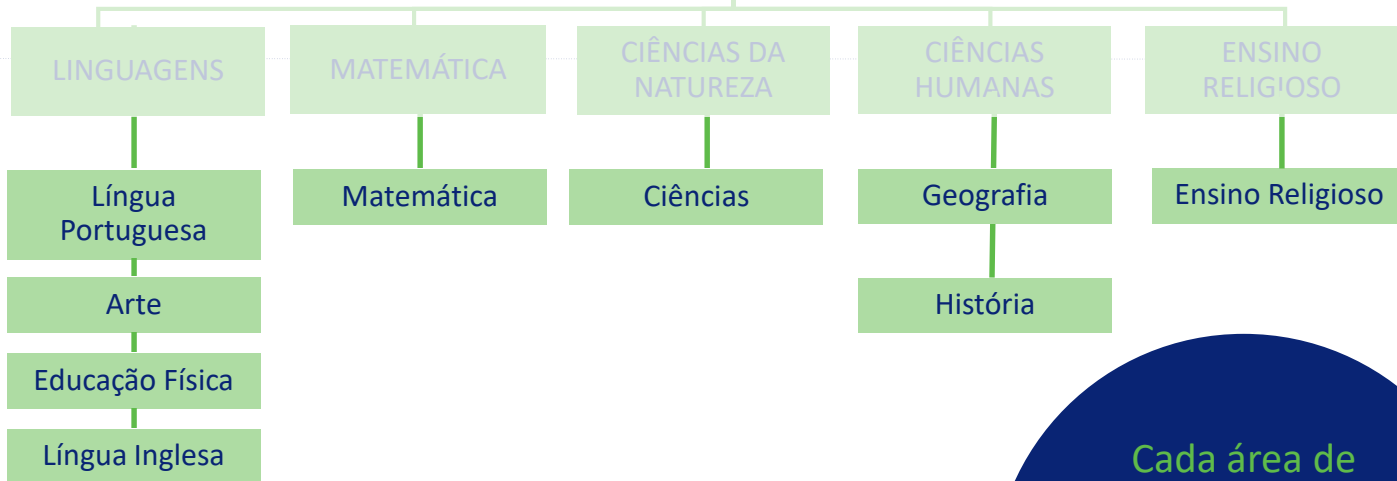 LINGUAGENS
MATEMÁTICA
CIÊNCIAS DA
NATUREZA
CIÊNCIAS
HUMANAS
ENSINO
RELIGIOSO
Língua
Portuguesa
Arte
Educação Física
Língua Inglesa
Matemática
Ciências
Geografia
História
Ensino Religioso
Cada área de